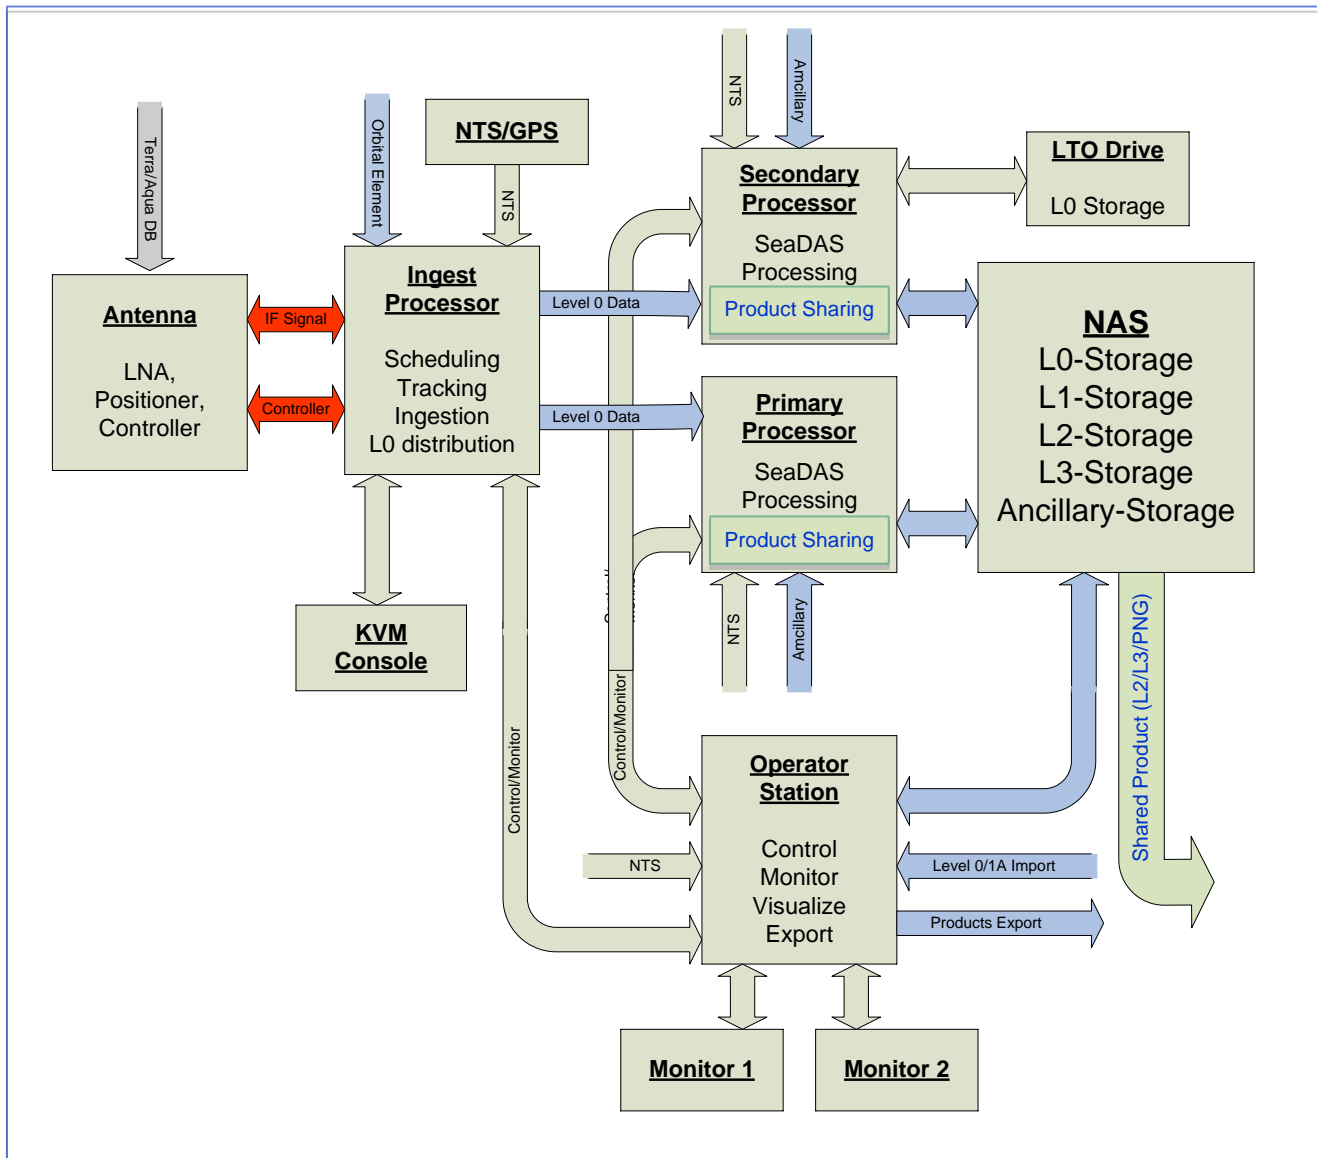 NTS
Amcillary
Terra/Aqua DB
Orbital Element
NTS/GPS
NTS
LTO Drive
L0 Storage
Secondary
Processor
SeaDAS
Processing
Product Sharing
Antenna
LNA,
Positioner,
Controller
IF Signal
Controller
Ingest
Processor
Scheduling
Tracking
Ingestion
L0 distribution
Level 0 Data
Level 0 Data
Primary
Processor
SeaDAS
Processing
Product Sharing
NAS
L0-Storage
L1-Storage
L2-Storage
L3-Storage
Ancillary-Storage
KVM
Console
NTS
Amcillary
Control/Monitor
Control/Monitor
Shared Product (L2/L3/PNG)
Operator
Station
Control
Monitor
Visualize
Export
NTS
Level 0/1A Import
Products Export
Monitor 1
Monitor 2